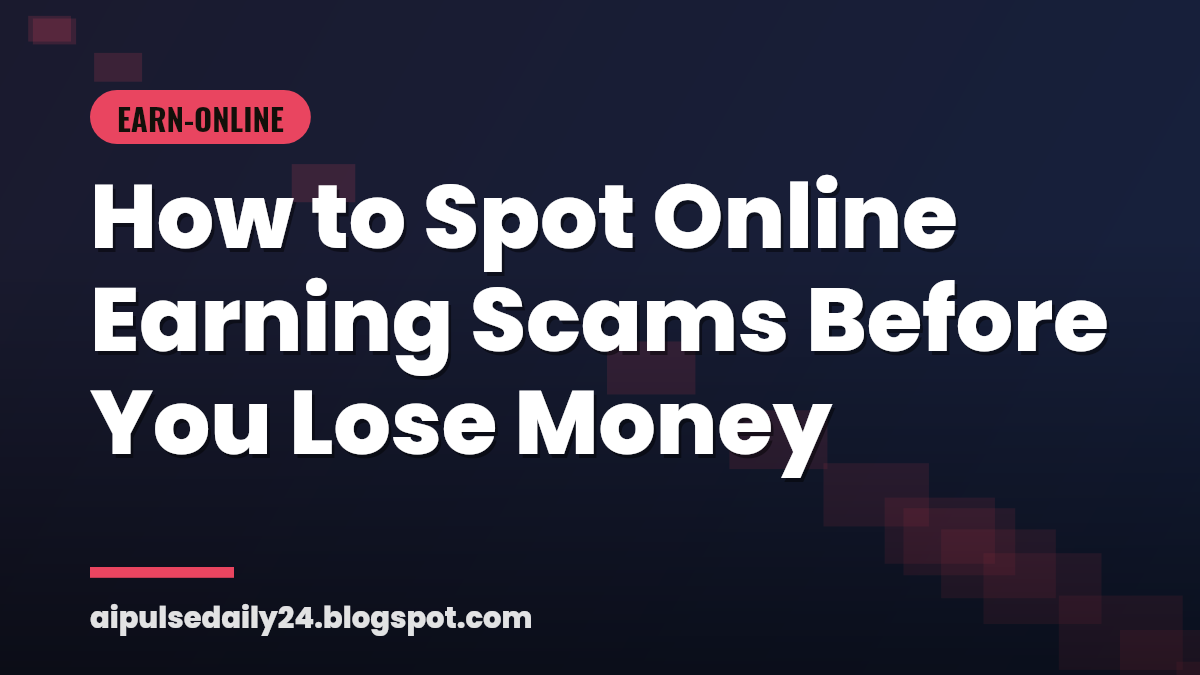 EARN-ONLINE
How to Spot Online
Earning Scams Before
You Lose Money
aipulsedaily24.blogspot.com